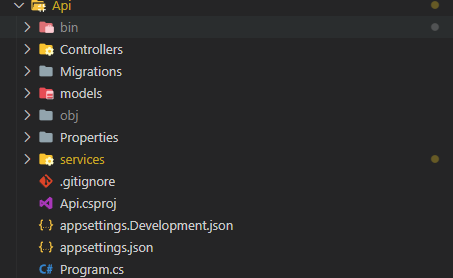 Api
bin
Controllers
Migrations
models
obj
Properties
services
.gitignore
Api.csproj
{..} appsettings.Development.json
{..} appsettings.json
C# Program.cs